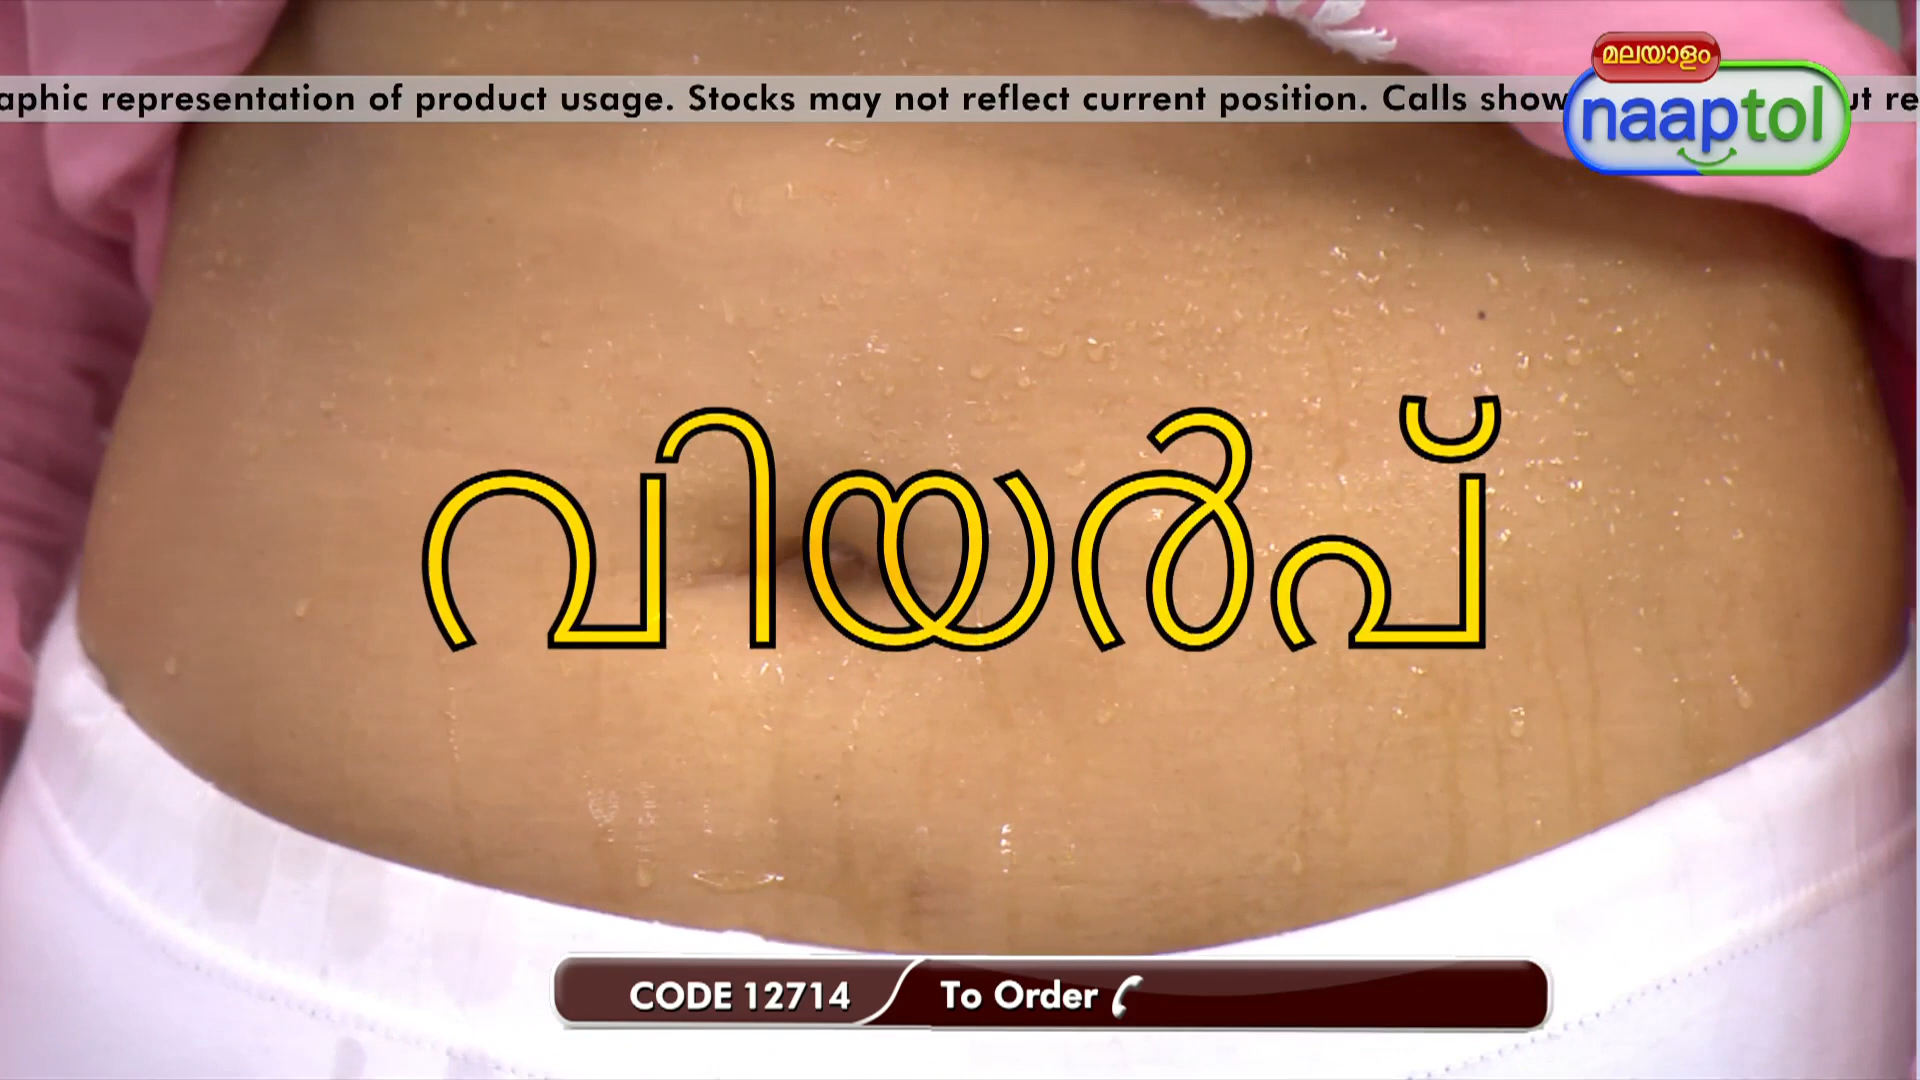 മലയാളം
naaptol
aphic representation of product usage. Stocks may not reflect current position. Calls show
വിയർപ്
CODE 12714 To Order